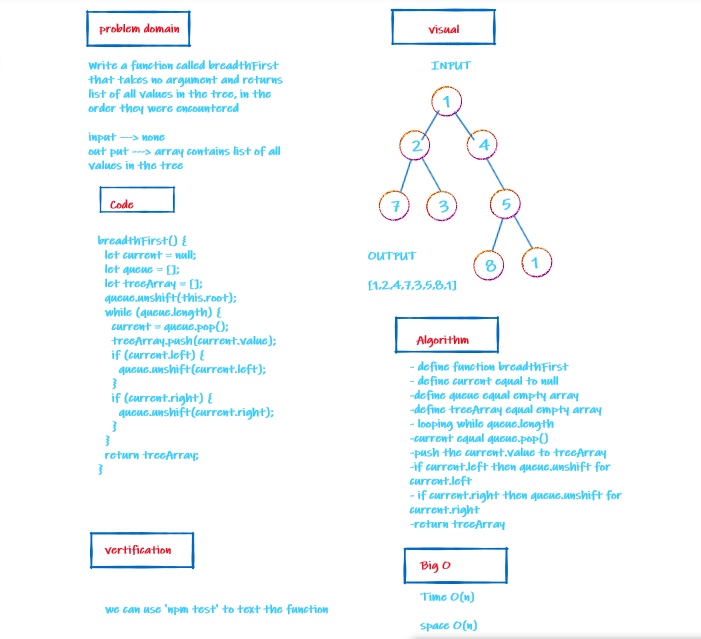 problem domain
Write a function called breadthFirst
that takes no argument and returns
list of all values in the tree, in the
order they were encountered
input ---> none
out put ---> array contains list of all
values in the tree
Code
breadthFirst() {
let current = null;
let queue = [];
let treeArray = [];
queue.unshift(this.root);
while (queue.length) {
current = queue.pop();
treeArray.push(current.value);
if (current.left) {
queue.unshift(current.left);
}
if (current.right) {
queue.unshift(current.right);
}
}
return treeArray;
}
vertification
we can use 'npm test' to text the function
visual
INPUT
1
2 4
7 3 5
8 1
OUTPUT
[1,2,4,7,3,5,8,1]
Algorithm
- define function breadthFirst
- define current equal to null
-define queue equal empty array
-define treeArray equal empty array
- looping while queue.length
-current equal queue.pop()
-push the current.value to treeArray
-if current.left then queue.unshift for
current.left
- if current.right then queue.unshift for
current.right
-return treeArray
Big O
Time O(n)
space O(n)